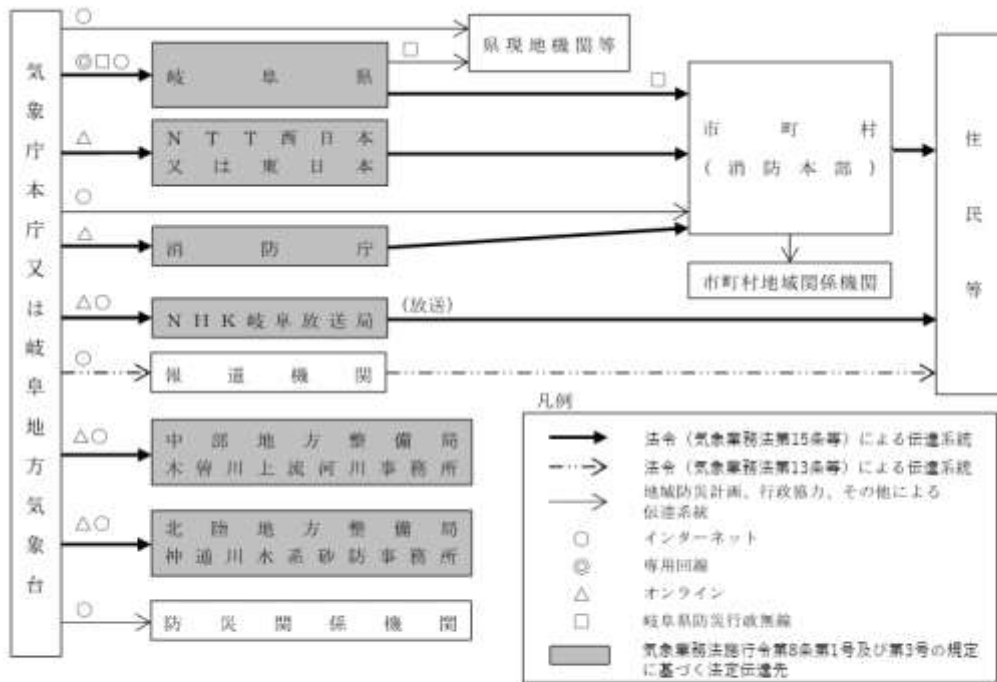 気象庁本庁又は岐阜地方気象台
○
県現地機関等
◎□○
岐阜県
□
□
△
NTT西日本
又は東日本
市町村
(消防本部)
○
△
消防庁
市町村地域関係機関
△○
NHK岐阜放送局
(放送)
○
報道機関
住民等
△○
中部地方整備局
木曽川上流河川事務所
△○
北陸地方整備局
神通川水系砂防事務所
○
防災関係機関
凡例
法令(気象業務法第15条等)による伝達系統
法令(気象業務法第13条等)による伝達系統
地域防災計画、行政協力、その他による
伝達系統
○ インターネット
◎ 専用回線
△ オンライン
□ 岐阜県防災行政無線
気象業務法施行令第8条第1号及び第3号の規定
に基づく法定伝達先